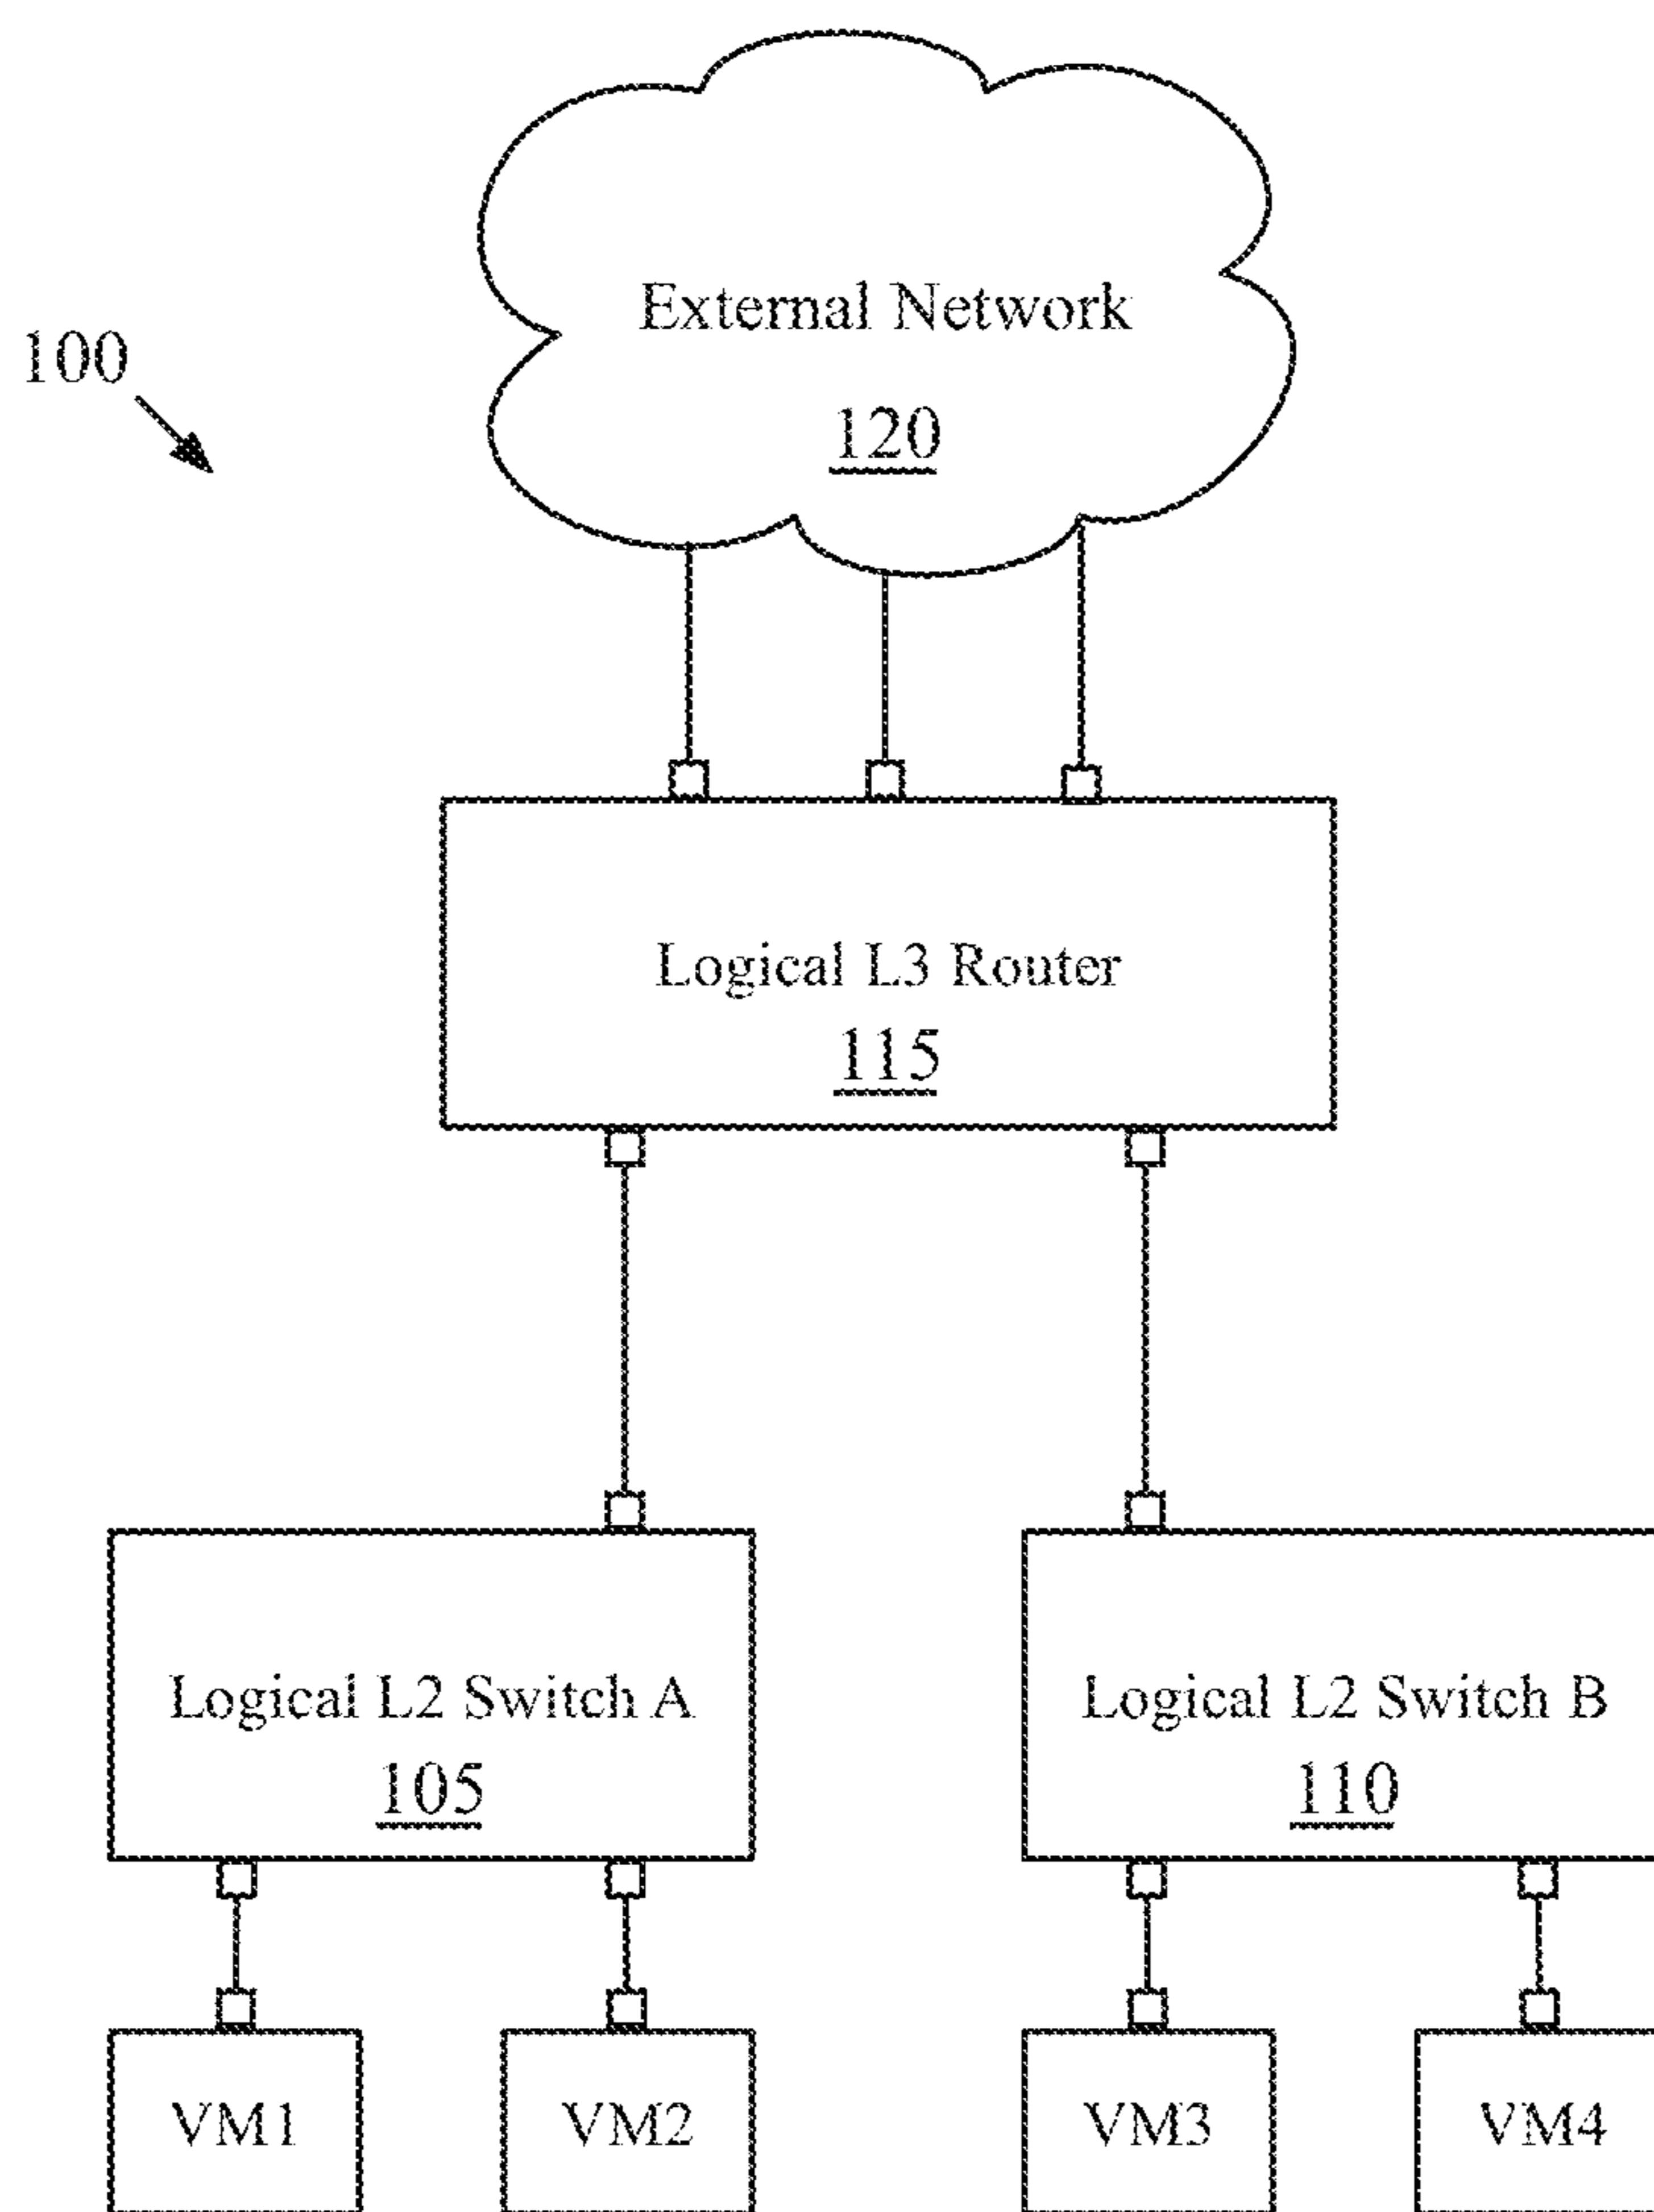 External Network
100
120
Logical L3 Router
115
Logical L2 Switch A
105
Logical L2 Switch B
110
VM1
VM2
VM3
VM4